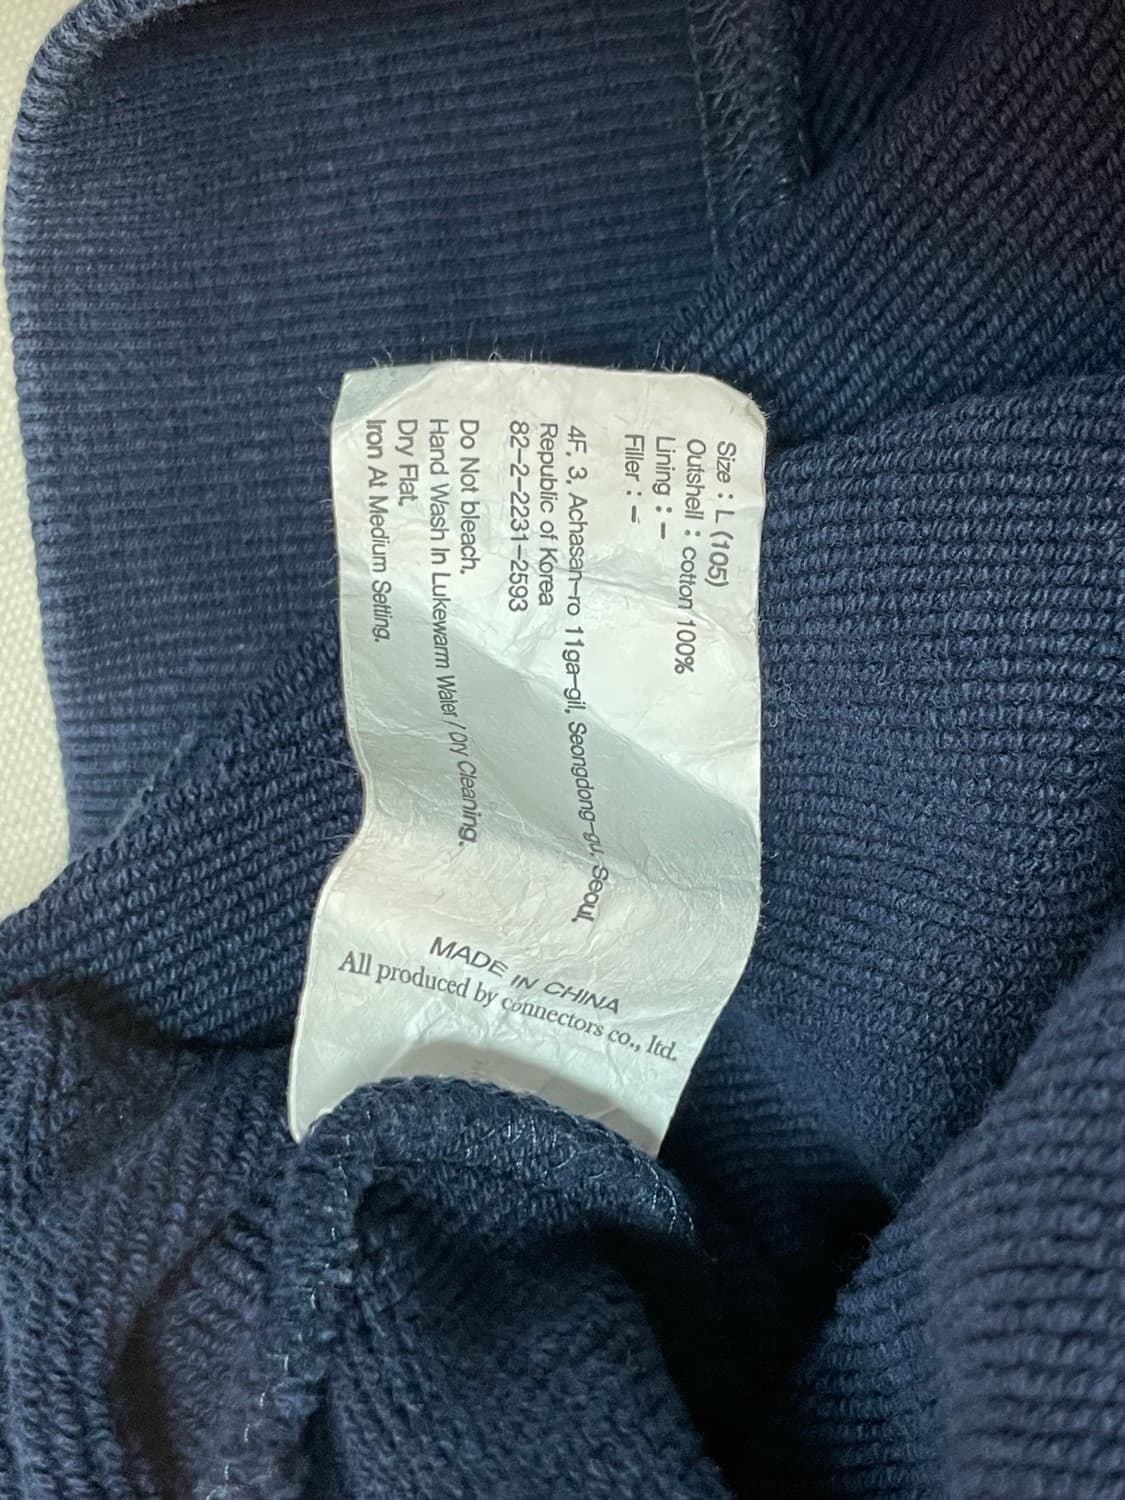 Size : L (105)
Outshell : cotton 100%
Lining : -
Filler : -
4F, 3, Achasan-ro 11ga-gil, Seongdong-gu, Seoul,
Republic of Korea
82-2-2231-2593
Do Not bleach.
Hand Wash In Lukewarm Water / Dry Cleaning.
Dry Flat.
Iron At Medium Setting.
MADE IN CHINA
All produced by connectors co., ltd.